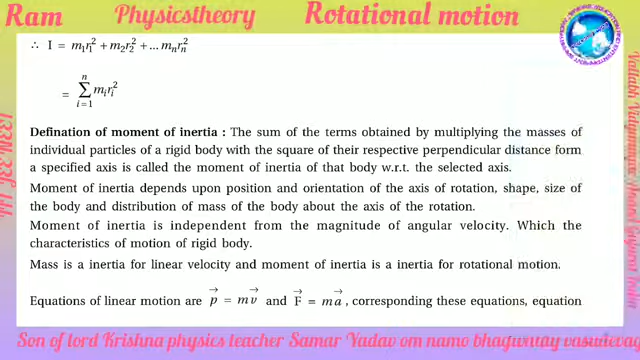 Ram
Physicstheory
Rotational motion
∴ I = m₁r₁² + m₂r₂² + ... mₙrₙ²
= ∑ⁿᵢ₌₁ mᵢrᵢ²
Defination of moment of inertia : The sum of the terms obtained by multiplying the masses of
individual particles of a rigid body with the square of their respective perpendicular distance form
a specified axis is called the moment of inertia of that body w.r.t. the selected axis.
Moment of inertia depends upon position and orientation of the axis of rotation, shape, size of
the body and distribution of mass of the body about the axis of the rotation.
Moment of inertia is independent from the magnitude of angular velocity. Which the
characteristics of motion of rigid body.
Mass is a inertia for linear velocity and moment of inertia is a inertia for rotational motion.
Equations of linear motion are p⃗ = mv⃗ and F⃗ = ma⃗, corresponding these equations, equation
Son of lord Krishna physics teacher Samar Yadav om namo bhagwatay vasudevay